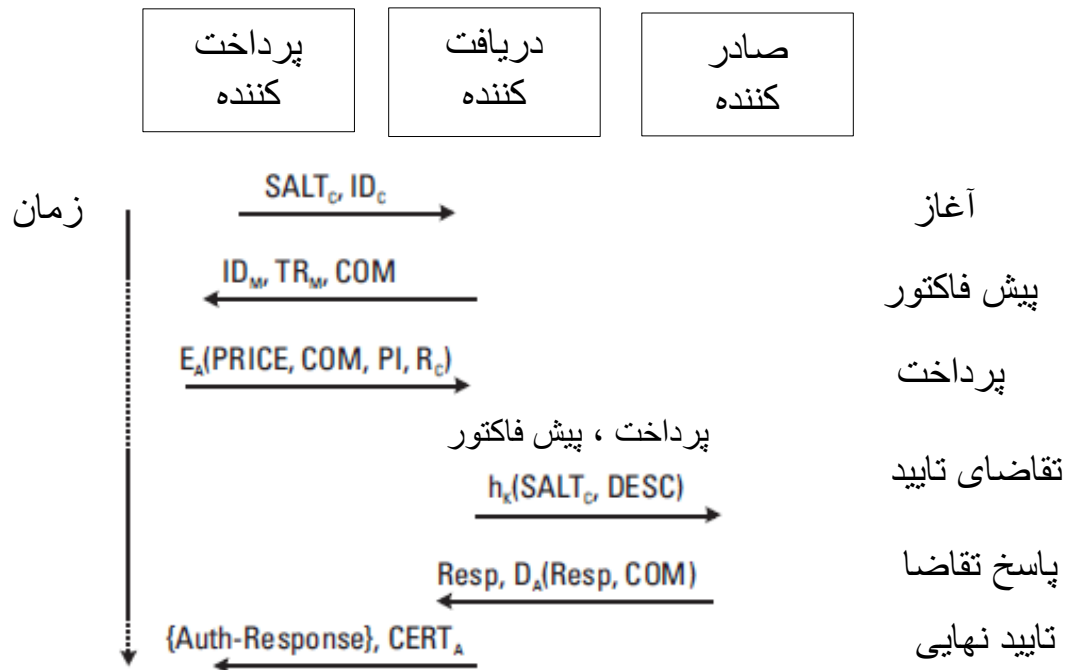 پرداخت
کننده
دریافت
کننده
صادر
کننده
زمان
SALT_C, ID_C
آغاز
ID_M, TR_M, COM
پیش فاکتور
E_A(PRICE, COM, PI, R_C)
پرداخت
پرداخت ، پیش فاکتور
h_K(SALT_C, DESC)
تقاضای تایید
Resp, D_A(Resp, COM)
پاسخ تقاضا
{Auth-Response}, CERT_A
تایید نهایی